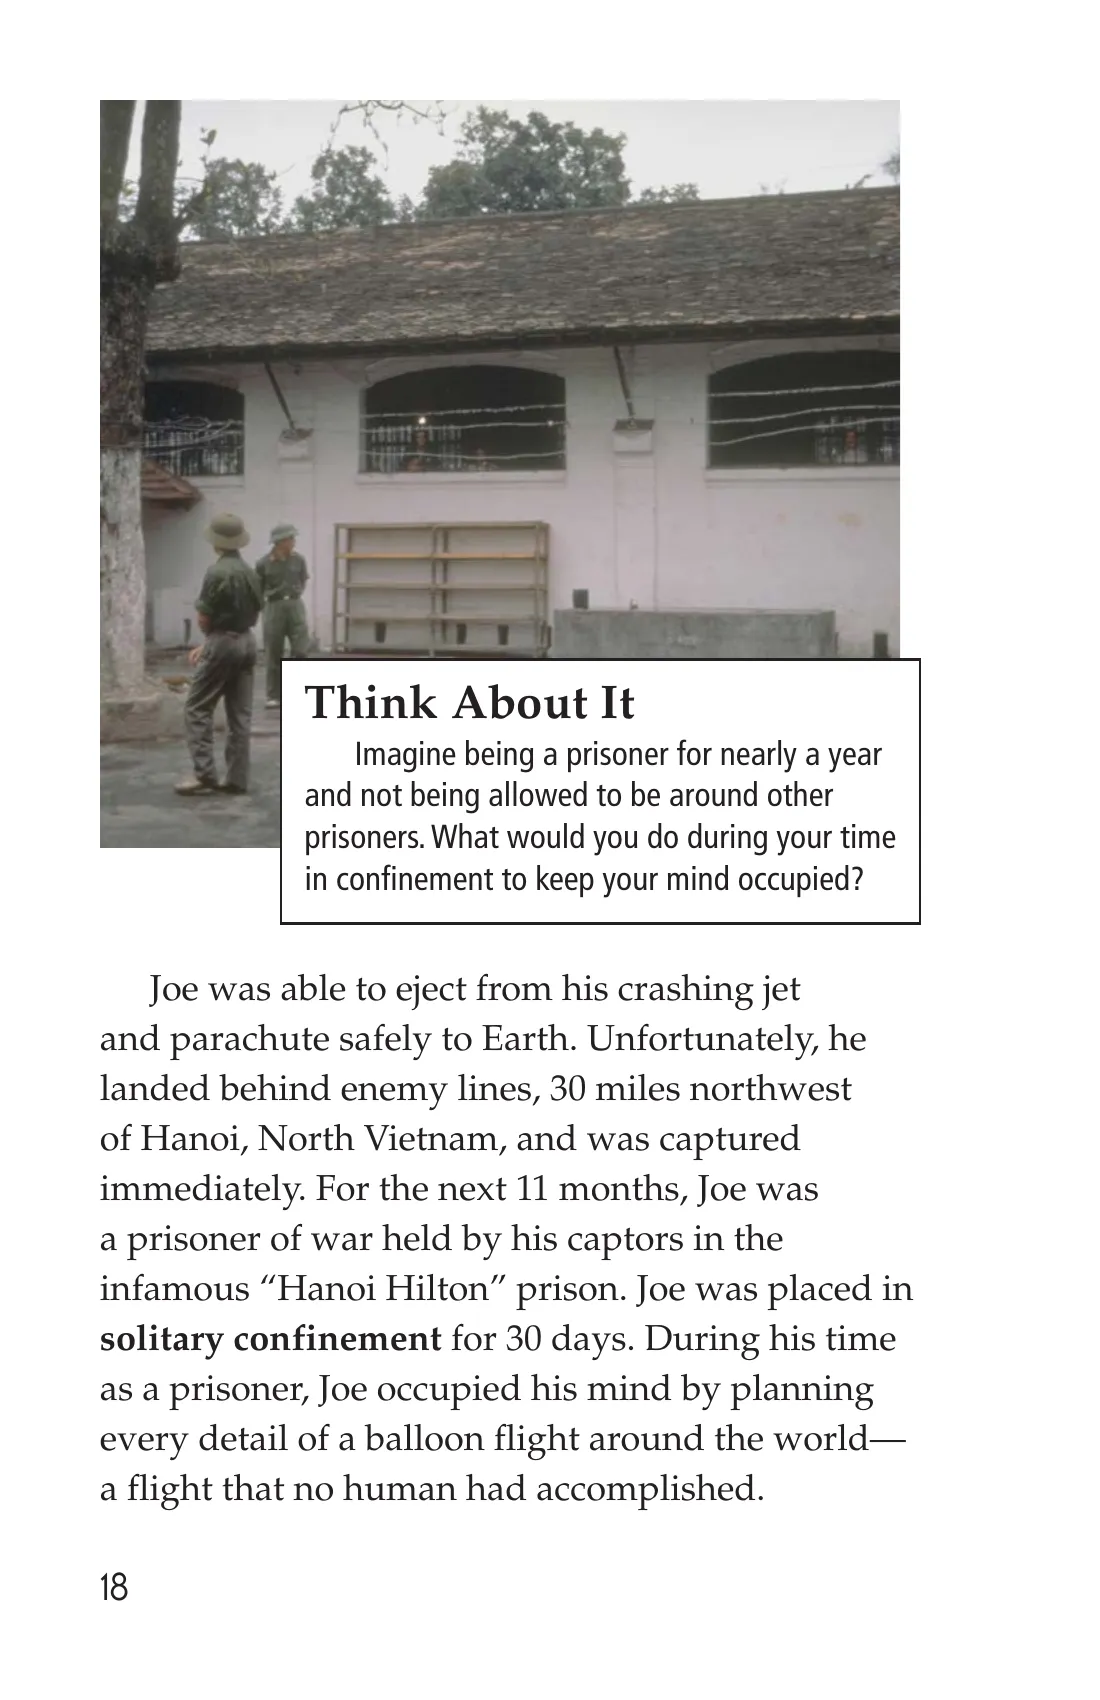 Think About It
Imagine being a prisoner for nearly a year
and not being allowed to be around other
prisoners. What would you do during your time
in confinement to keep your mind occupied?
Joe was able to eject from his crashing jet
and parachute safely to Earth. Unfortunately, he
landed behind enemy lines, 30 miles northwest
of Hanoi, North Vietnam, and was captured
immediately. For the next 11 months, Joe was
a prisoner of war held by his captors in the
infamous “Hanoi Hilton” prison. Joe was placed in
solitary confinement for 30 days. During his time
as a prisoner, Joe occupied his mind by planning
every detail of a balloon flight around the world—
a flight that no human had accomplished.
18